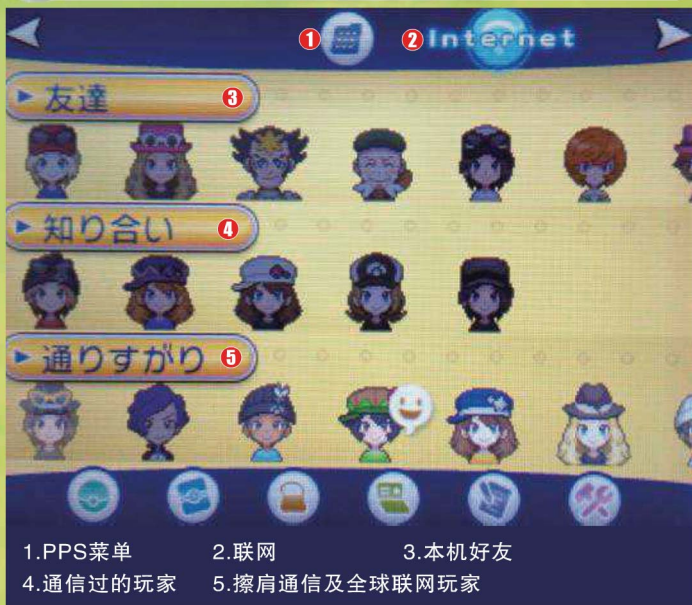 1 2 Internet
友達 3
知り合い 4
通りすがり 5
1.PPS菜单 2.联网 3.本机好友
4.通信过的玩家 5.擦肩通信及全球联网玩家